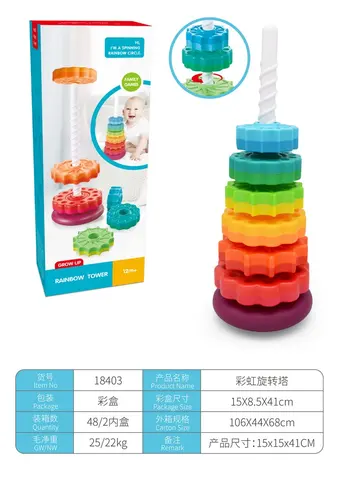 HI,
I'M A SPINNING
RAINBOW CIRCLE.
FAMILY
GAMES
GROW UP
RAINBOW TOWER
货号 Item No 18403 产品名称 Product Name 彩虹旋转塔
包装 Package 彩盒 彩盒尺寸 Package Size 15X8.5X41cm
装箱数 Quantity 48/2内盒 外箱规格 Carton Size 106X44X68cm
毛净重 GW/NW 25/22kg 备注 Remark 产品尺寸:15x15x41CM